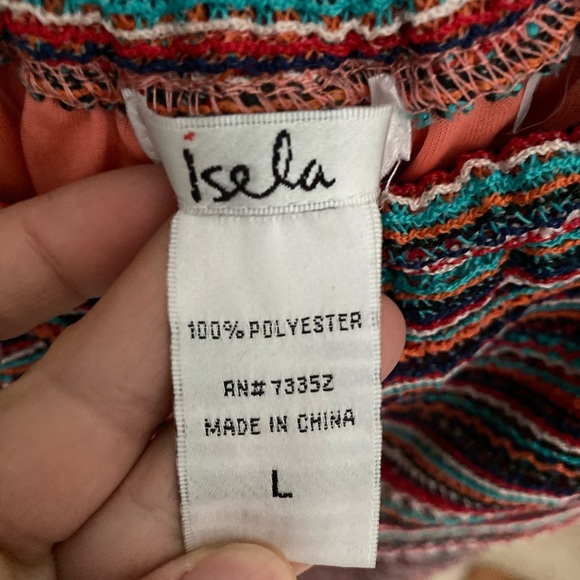 isela
100% POLYESTER
RN# 73352
MADE IN CHINA
L